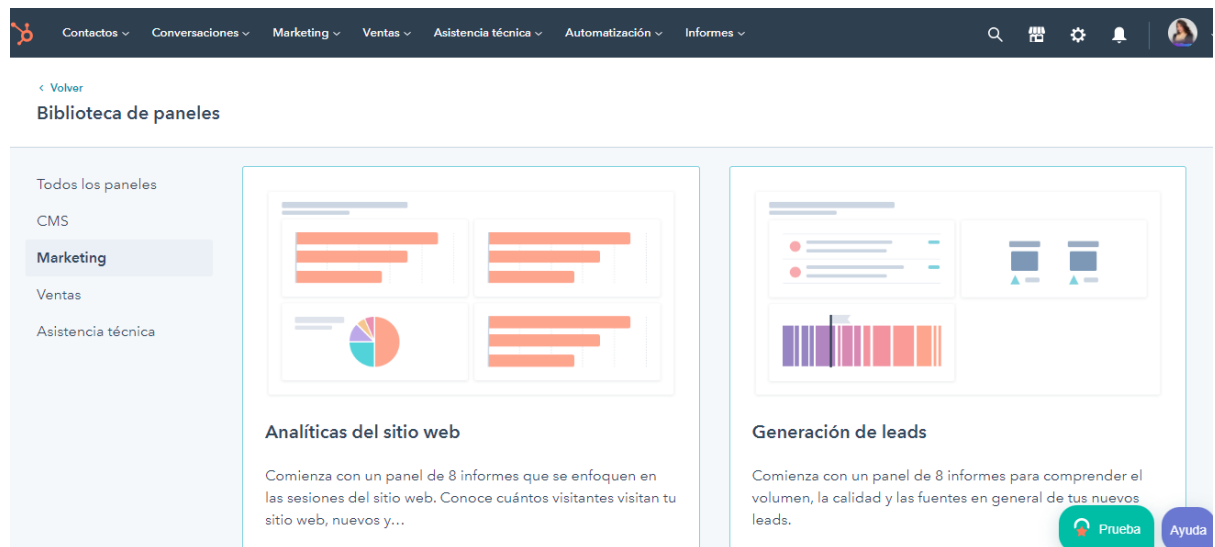 Contactos Conversaciones Marketing Ventas Asistencia técnica Automatización Informes
Volver
Biblioteca de paneles
Todos los paneles
CMS
Marketing
Ventas
Asistencia técnica
Analíticas del sitio web
Comienza con un panel de 8 informes que se enfoquen en
las sesiones del sitio web. Conoce cuántos visitantes visitan tu
sitio web, nuevos y…
Generación de leads
Comienza con un panel de 8 informes para comprender el
volumen, la calidad y las fuentes en general de tus nuevos
leads.
Prueba
Ayuda